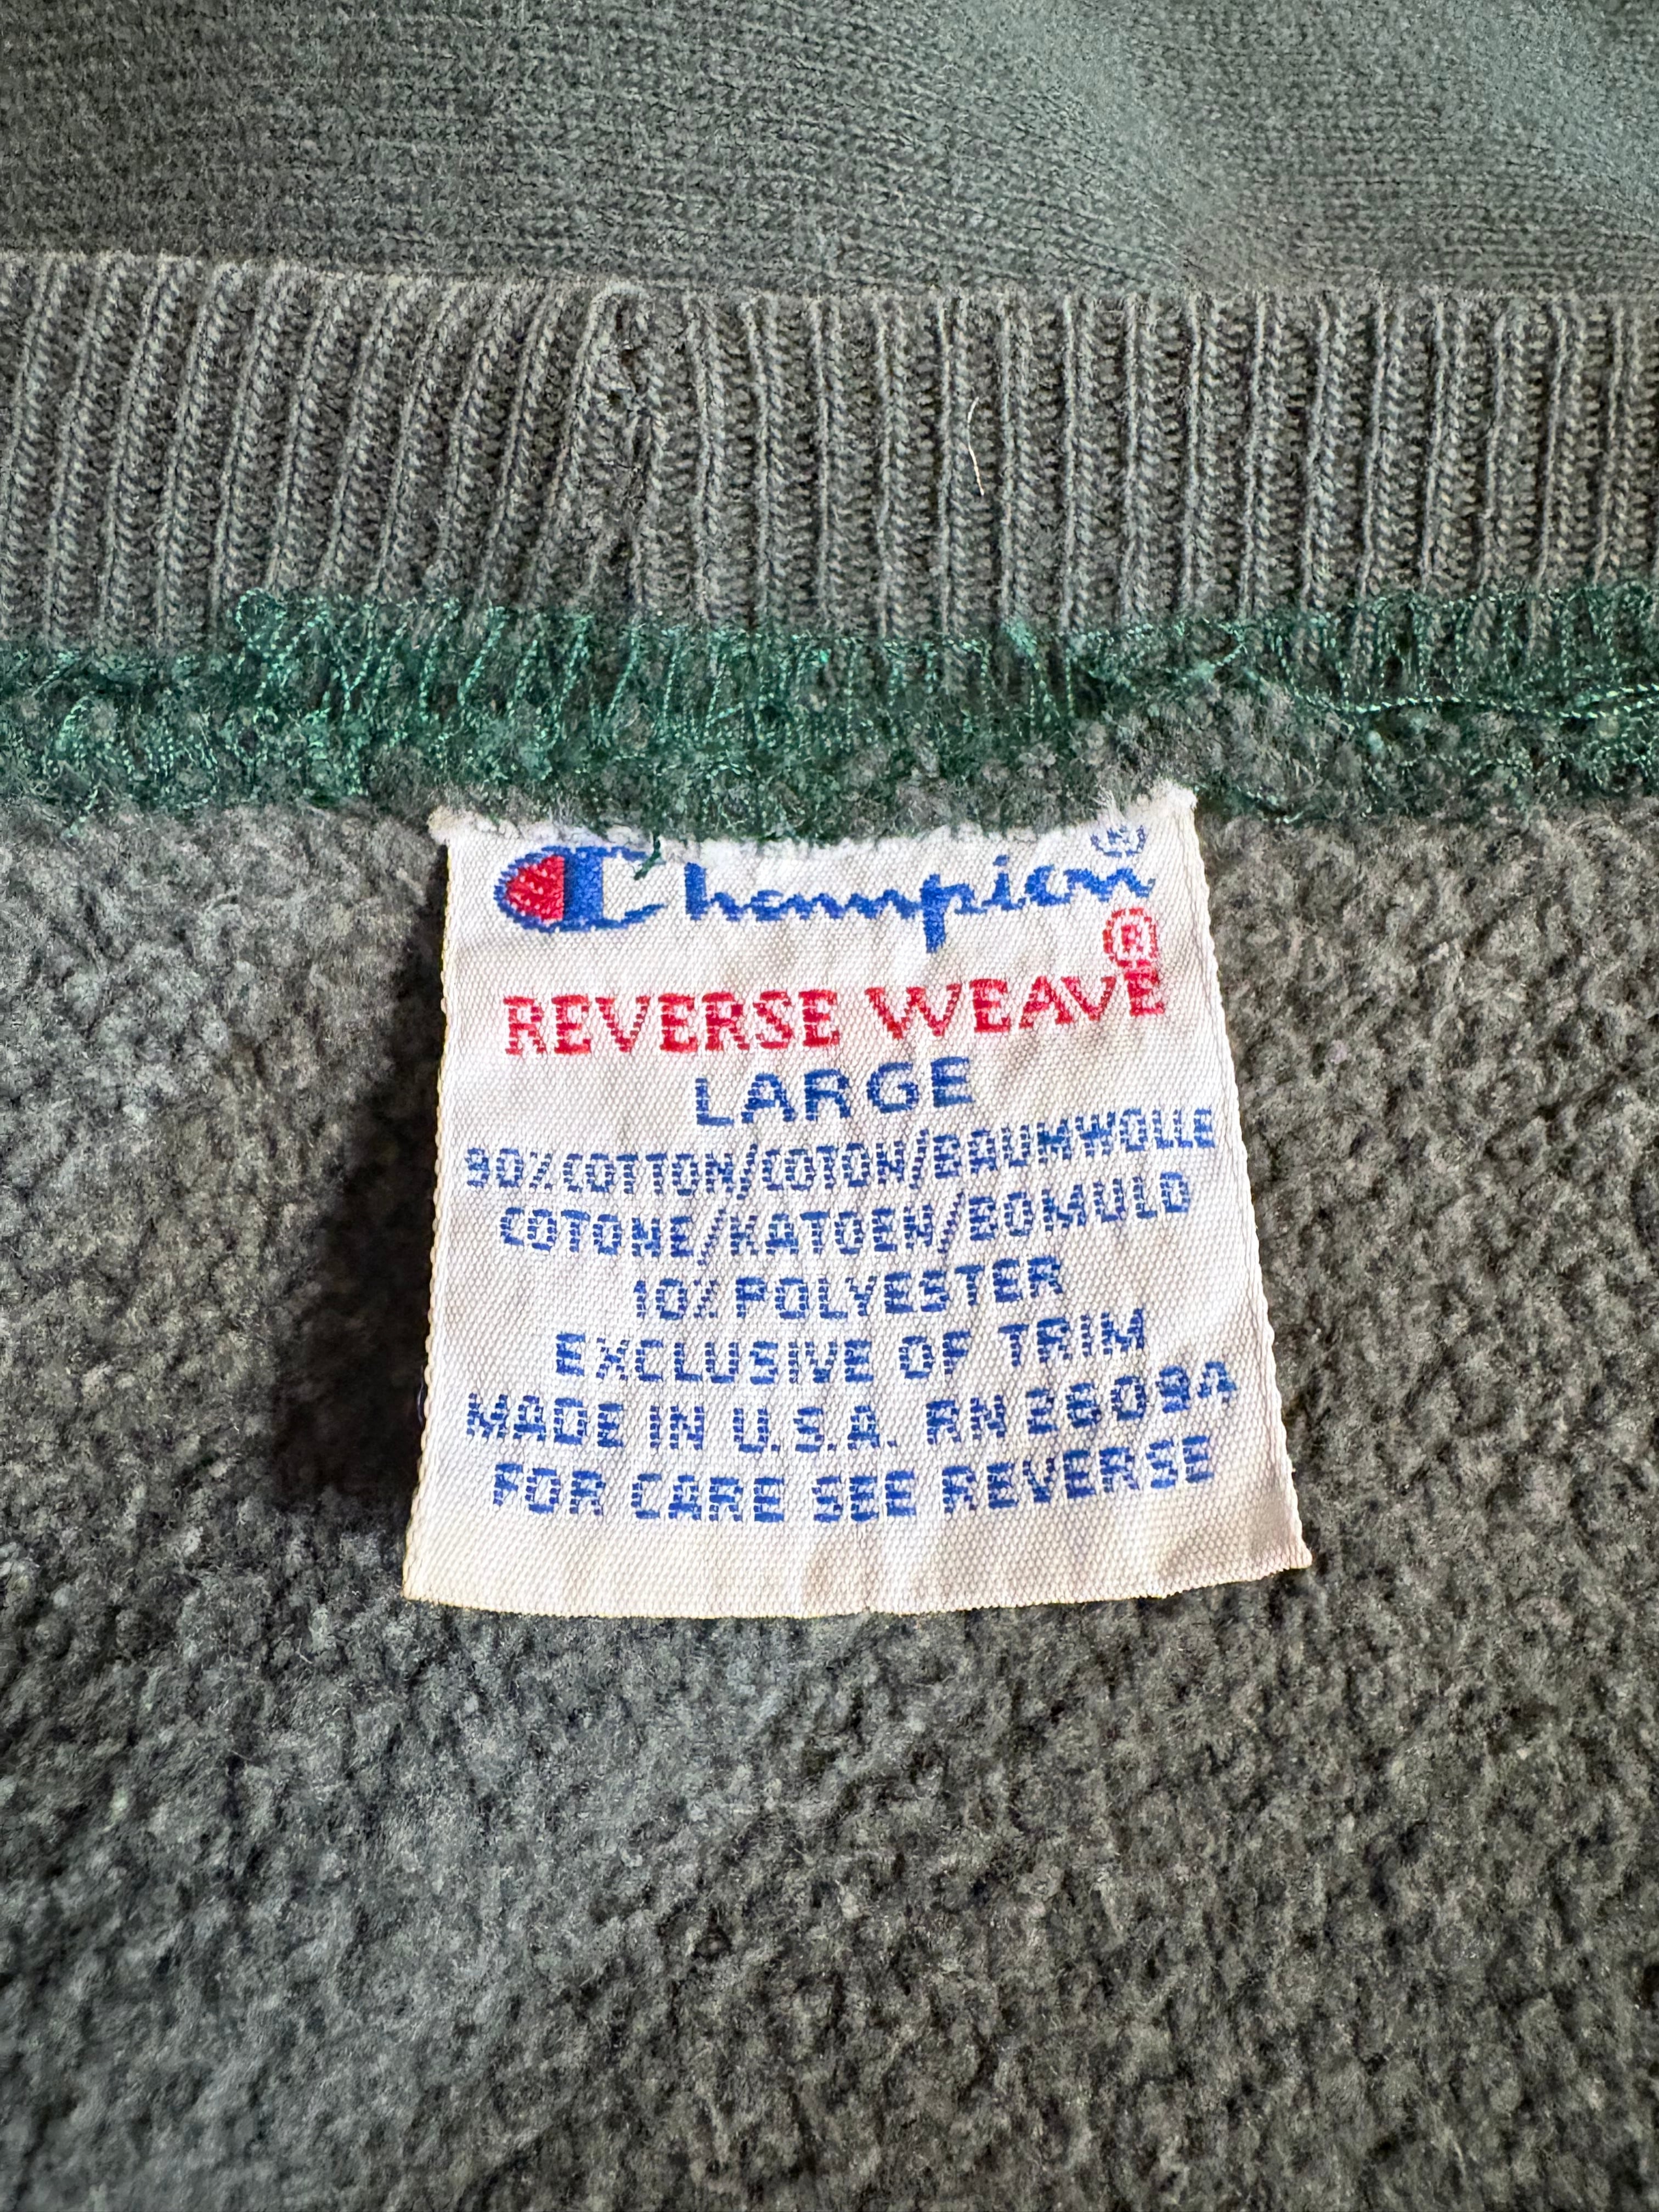 Champion®
REVERSE WEAVE®
LARGE
90% COTTON/COTON/BAUMWOLLE
COTONE/KATOEN/BOMULD
10% POLYESTER
EXCLUSIVE OF TRIM
MADE IN U.S.A. RN 26094
FOR CARE SEE REVERSE